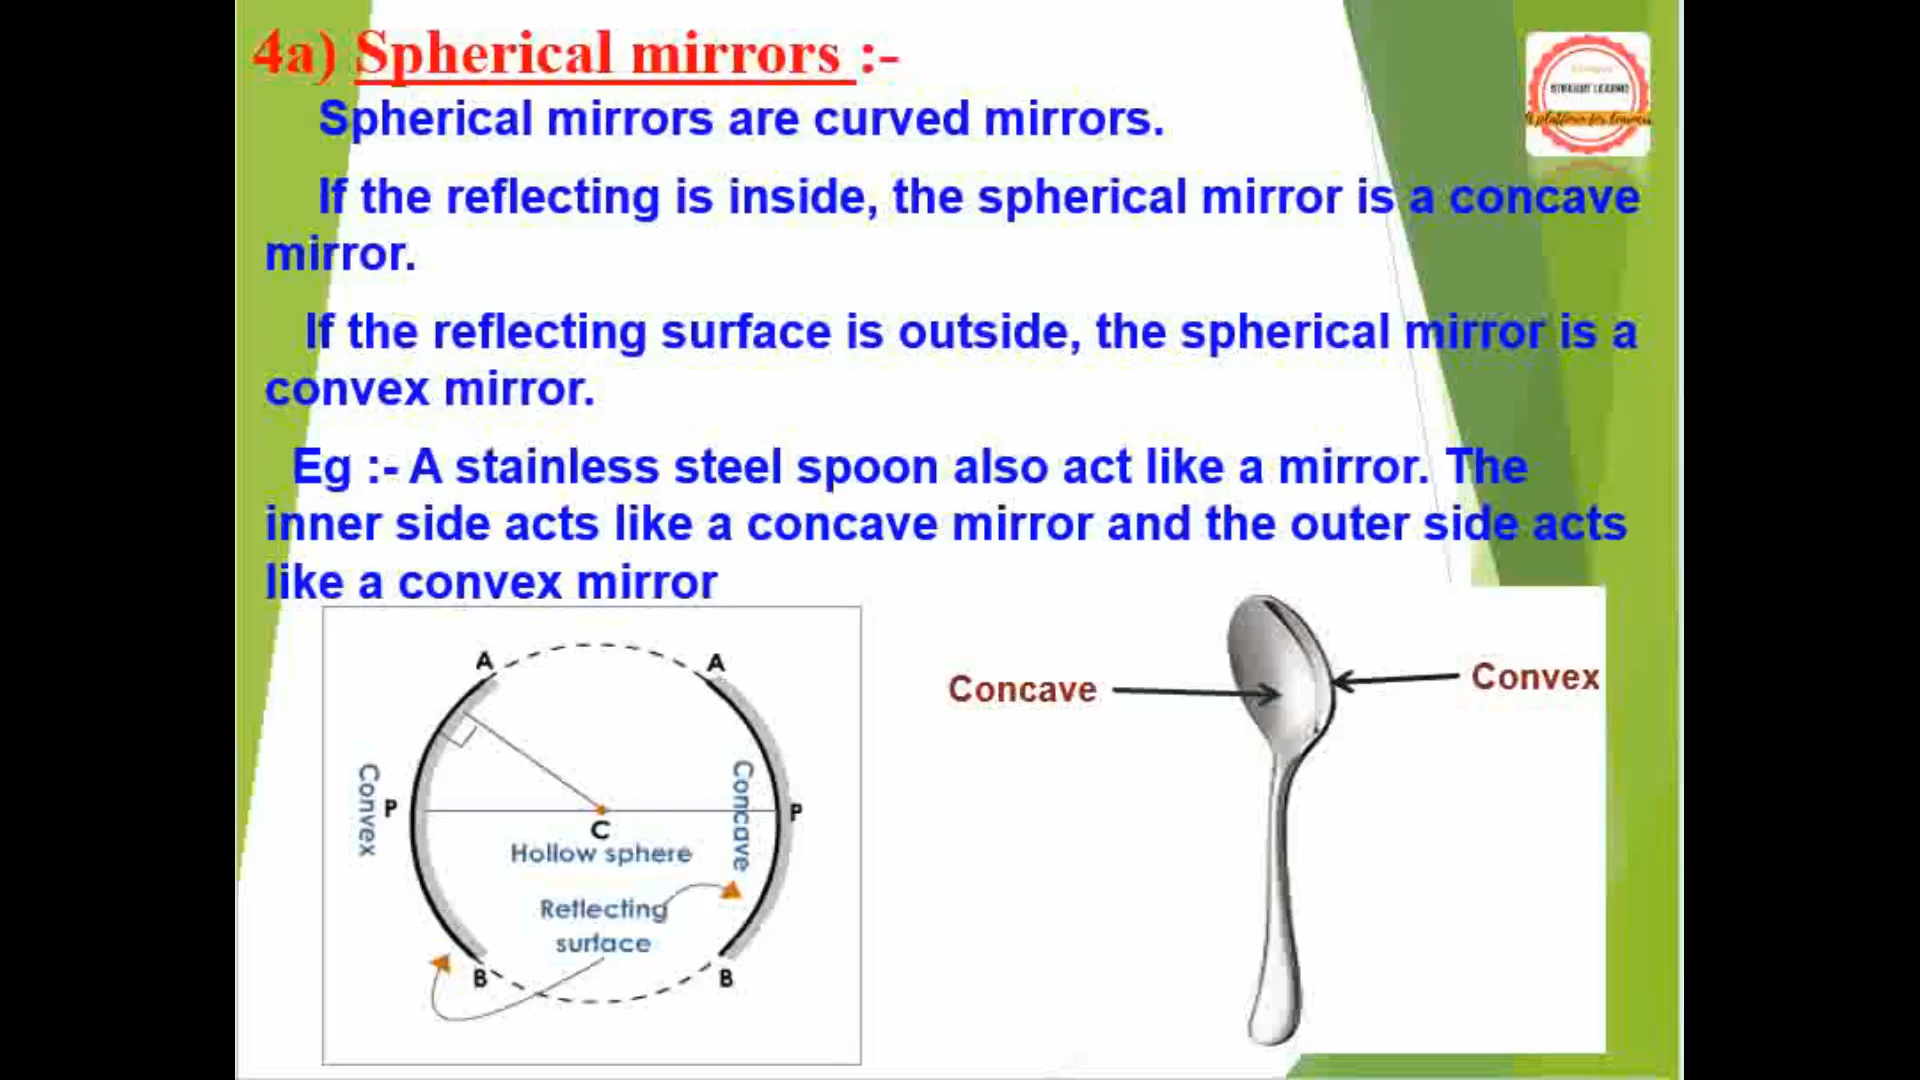 4a) Spherical mirrors :-
Spherical mirrors are curved mirrors.
If the reflecting is inside, the spherical mirror is a concave
mirror.
If the reflecting surface is outside, the spherical mirror is a
convex mirror.
Eg :- A stainless steel spoon also act like a mirror. The
inner side acts like a concave mirror and the outer side acts
like a convex mirror
A
A
Convex
P
C
Concave
P
Hollow sphere
Reflecting
surface
B
B
Concave
Convex
A platform for learners